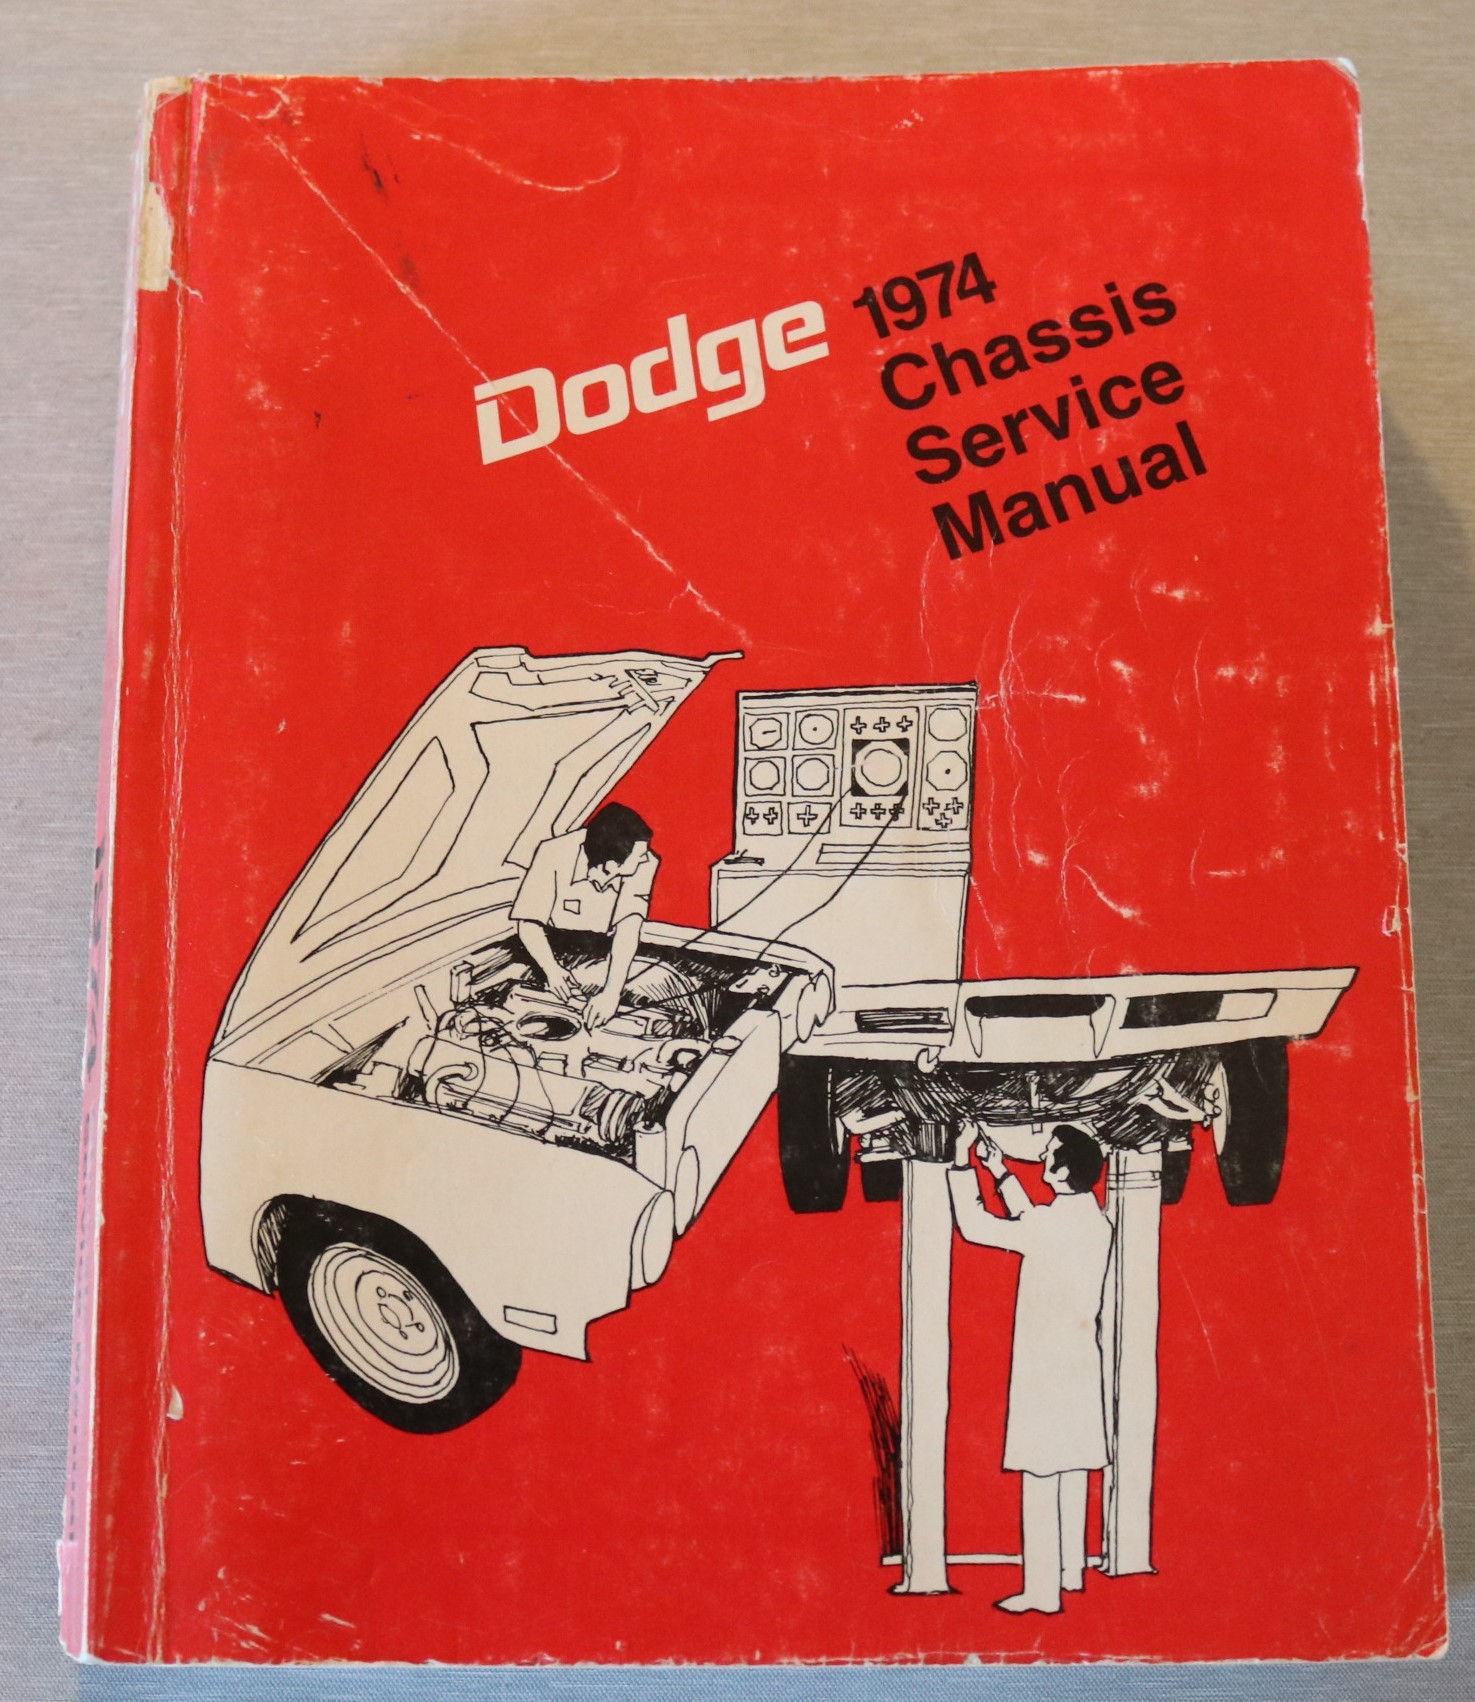 Dodge
1974
Chassis
Service
Manual